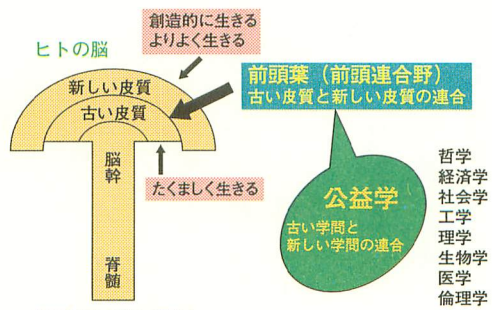 創造的に生きる
よりよく生きる
ヒトの脳
新しい皮質
古い皮質
脳幹
脊髄
たくましく生きる
前頭葉（前頭連合野）
古い皮質と新しい皮質の連合
公益学
古い学問と
新しい学問の連合
哲学
経済学
社会学
工学
理学
生物学
医学
倫理学